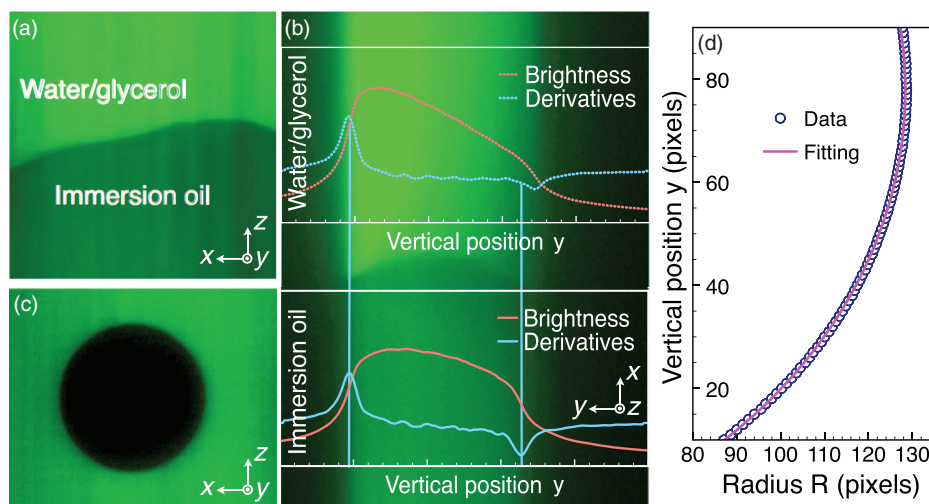 (a)
Water/glycerol
Immersion oil
z
x
y
(b)
Water/glycerol
Brightness
Derivatives
Vertical position y
Immersion oil
Brightness
Derivatives
x
y
z
Vertical position y
(c)
z
x
y
(d)
Vertical position y (pixels)
80
60
40
20
Data
Fitting
80 90 100 110 120 130
Radius R (pixels)